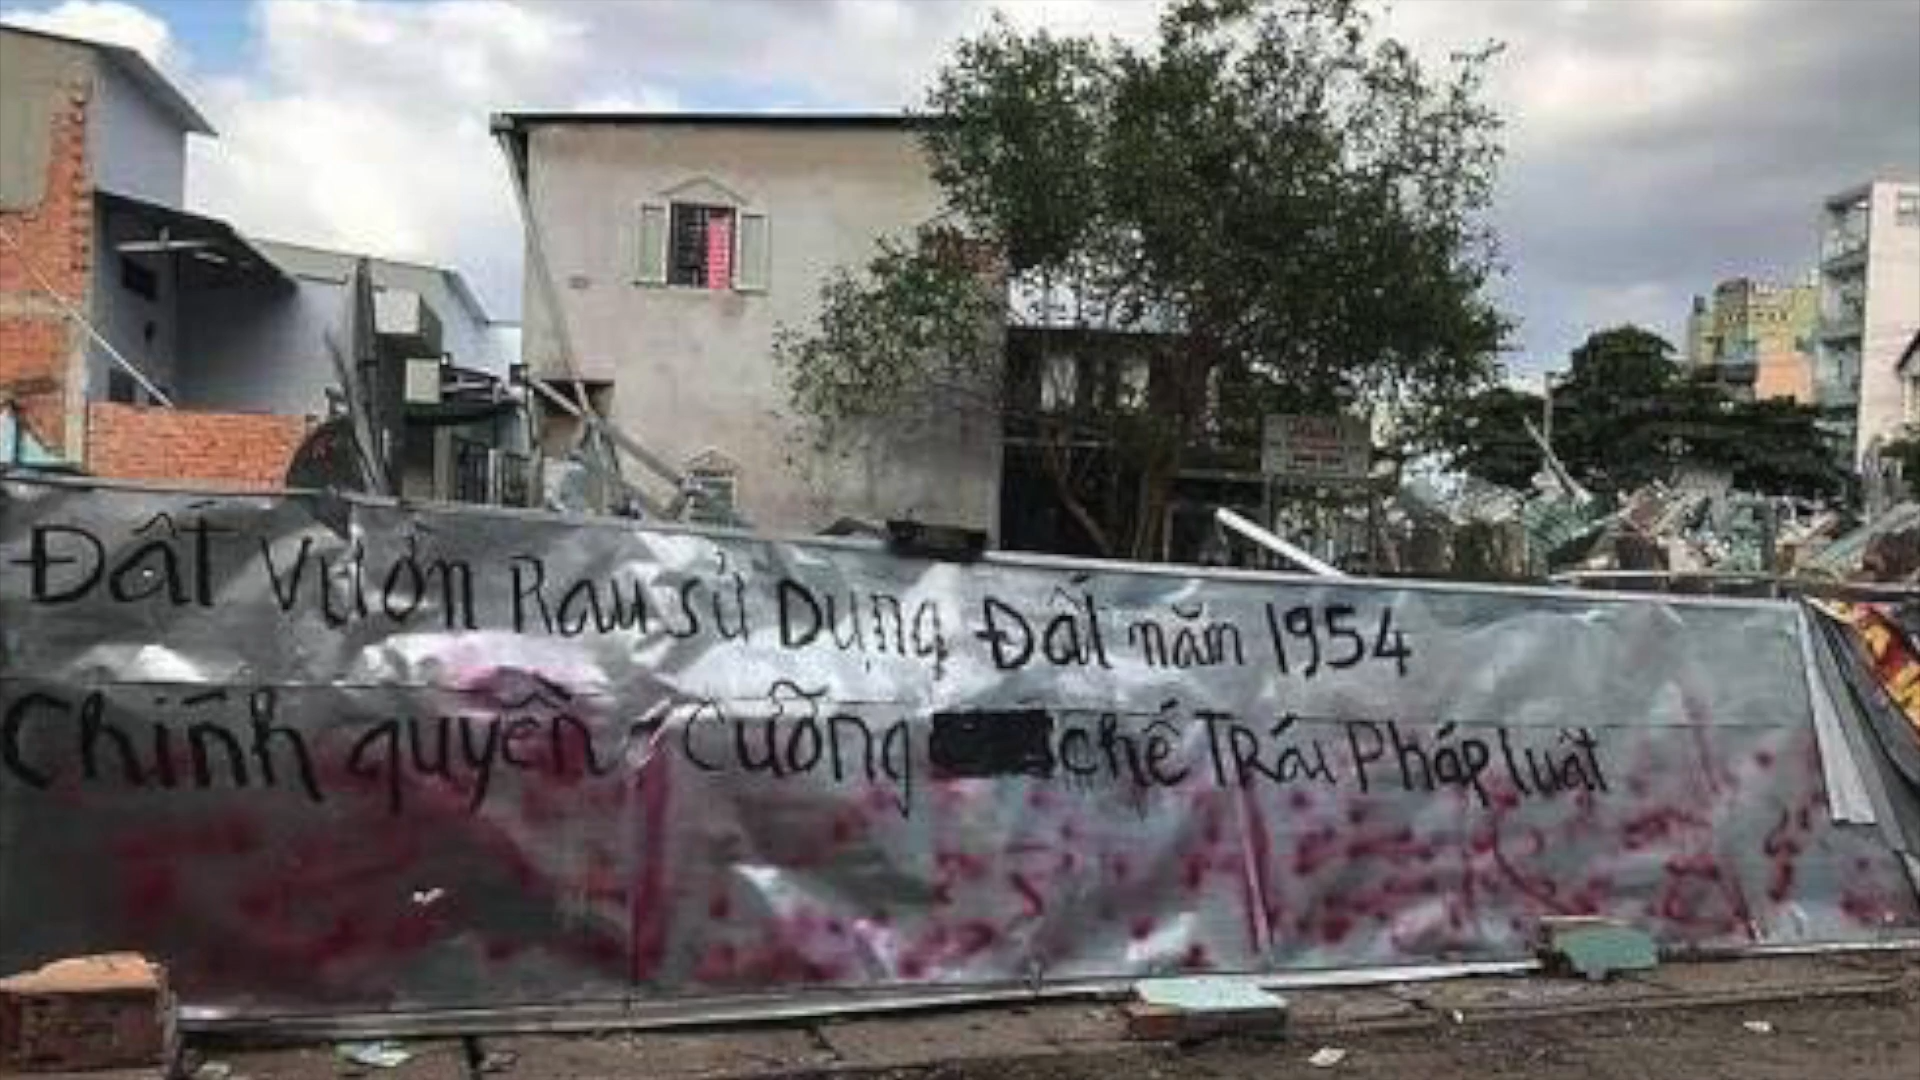 Đất Vườn Rau sử Dụng Đất năm 1954
Chính quyền Cưỡng chế TRái Pháp luật